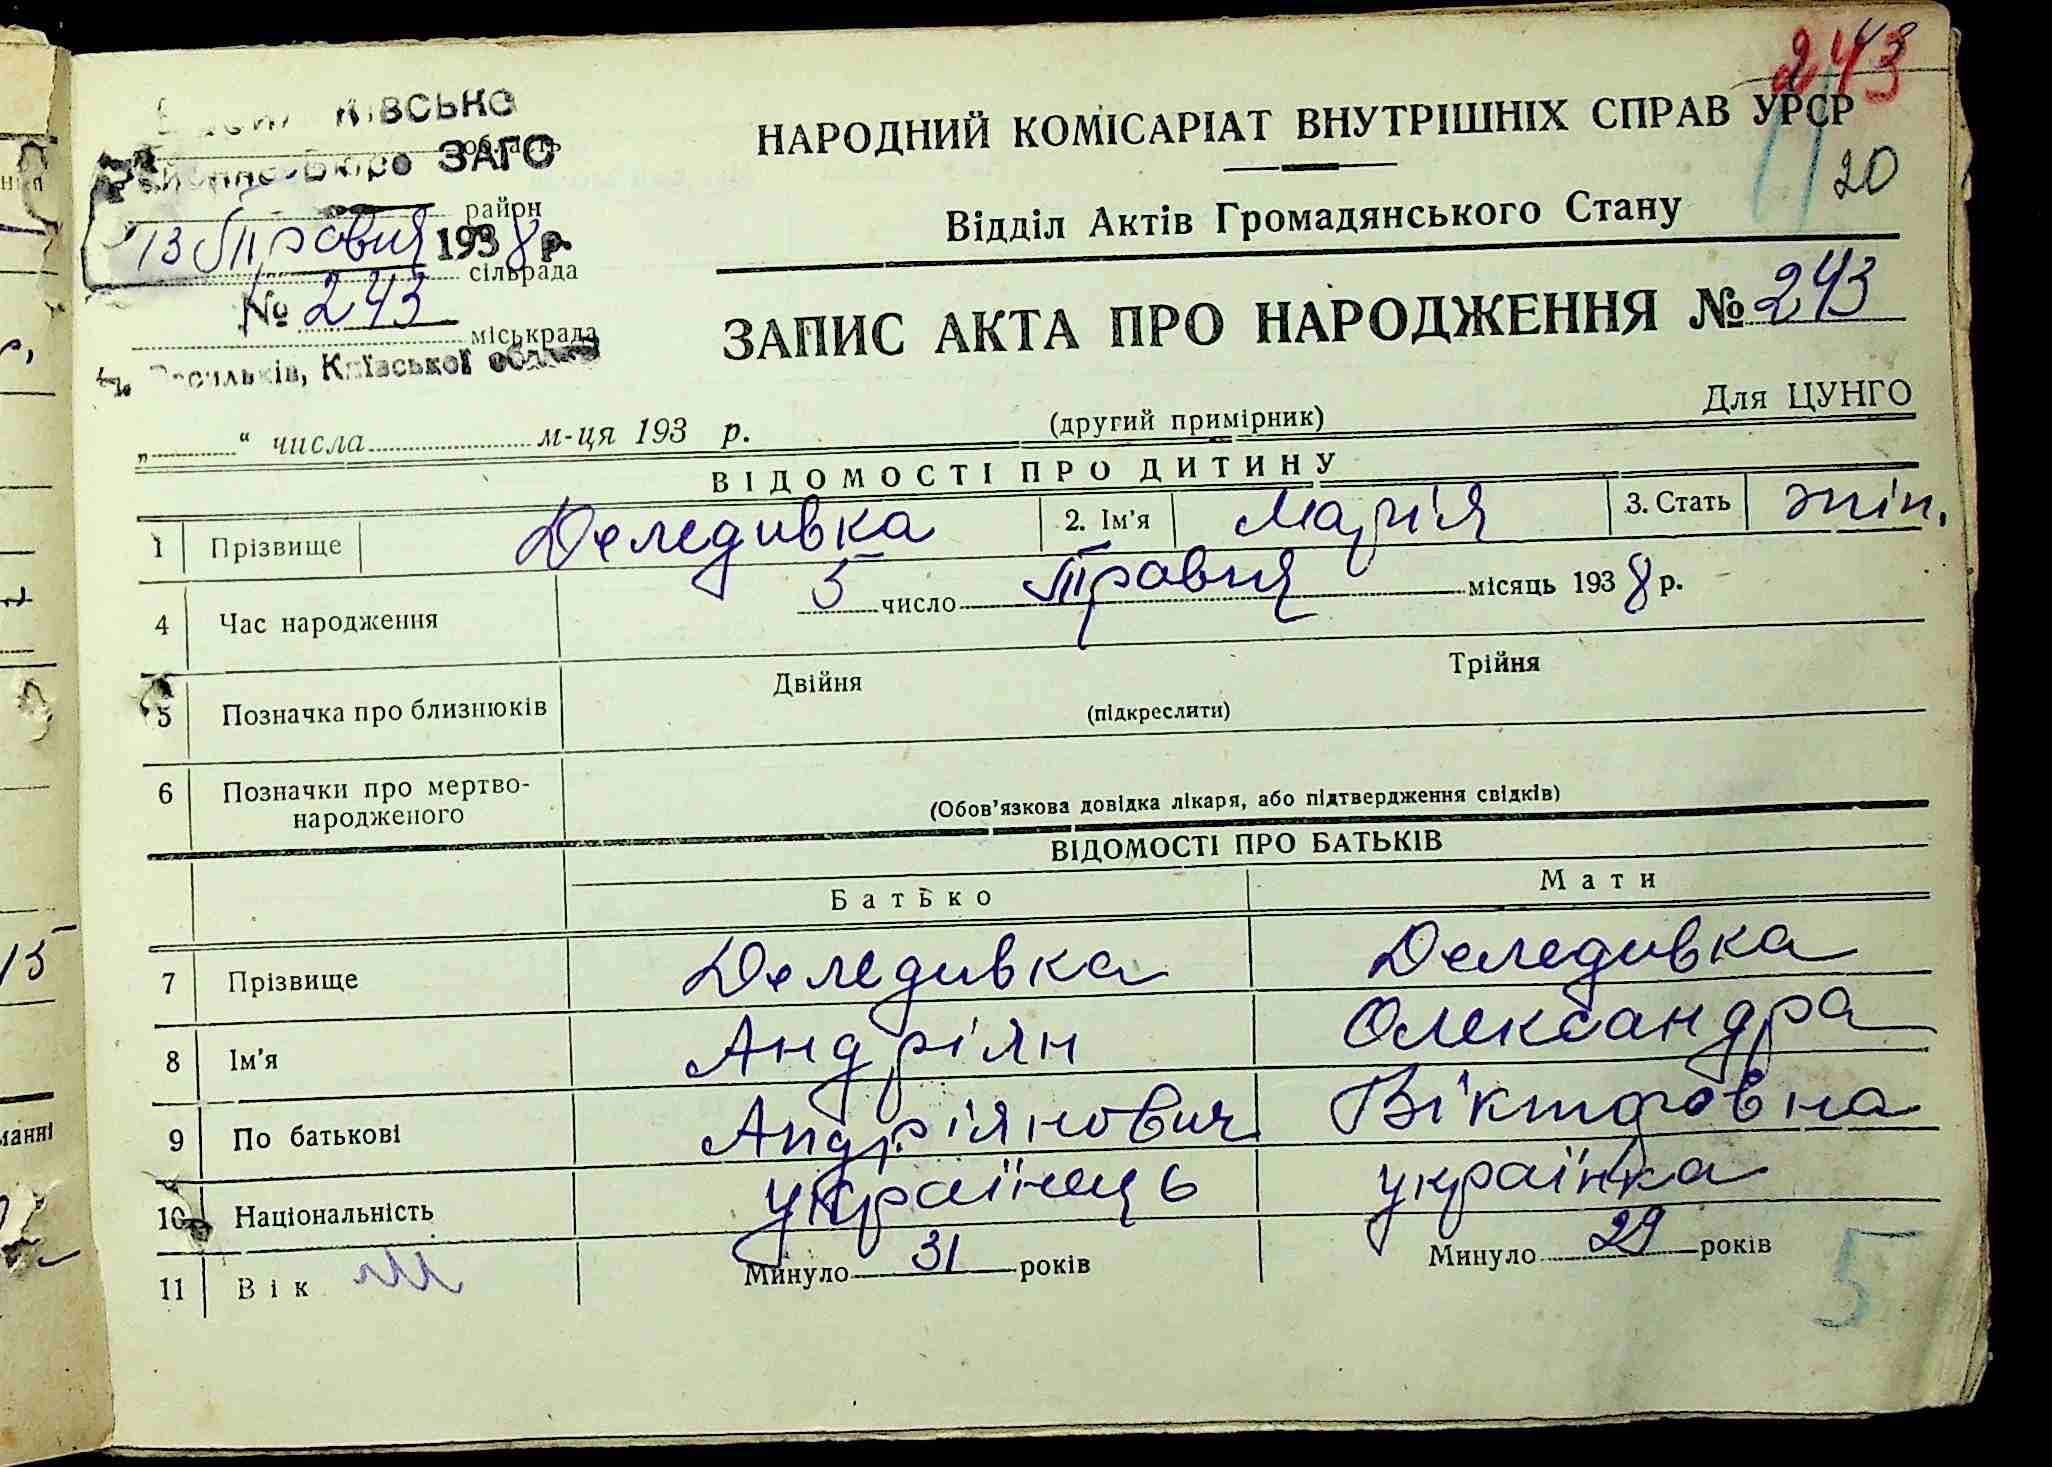 ЗАГС
область
район
13 Травня 1938 р.
сільрада
№ 243
міськрада
м. Васильків, Київської області
„ “ числа м-ця 193 р.
243
НАРОДНИЙ КОМІСАРІАТ ВНУТРІШНІХ СПРАВ УРСР
20
Відділ Актів Громадянського Стану
ЗАПИС АКТА ПРО НАРОДЖЕННЯ № 243
(другий примірник)
Для ЦУНГО
ВІДОМОСТІ ПРО ДИТИНУ
1 Прізвище Деледивка 2. Ім'я Марія 3. Стать жін.
4 Час народження 5 число Травня місяць 1938 р.
5 Позначка про близнюків Двійня (підкреслити) Трійня
6 Позначки про мертво-
народженого (Обов'язкова довідка лікаря, або підтвердження свідків)
ВІДОМОСТІ ПРО БАТЬКІВ
Батько Мати
7 Прізвище Деледивка Деледивка
8 Ім'я Андріян Олександра
9 По батькові Андріянович Вікторовна
10 Національність українець українка
11 Вік Минуло 31 років Минуло 29 років
5